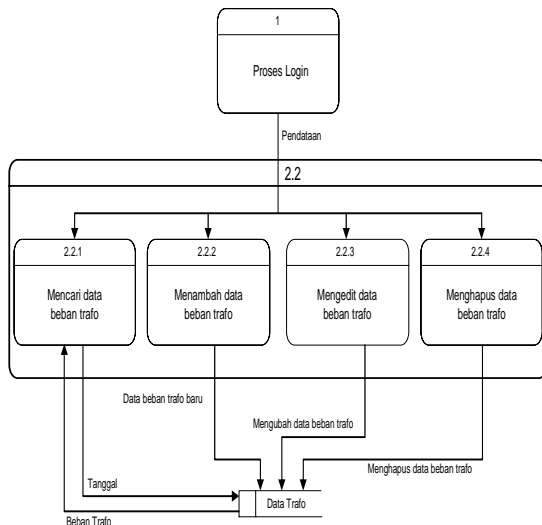 1
Proses Login
Pendataan
2.2
2.2.1
Mencari data
beban trafo
2.2.2
Menambah data
beban trafo
2.2.3
Mengedit data
beban trafo
2.2.4
Menghapus data
beban trafo
Data beban trafo baru
Mengubah data beban trafo
Menghapus data beban trafo
Tanggal
Data Trafo
Beban Trafo